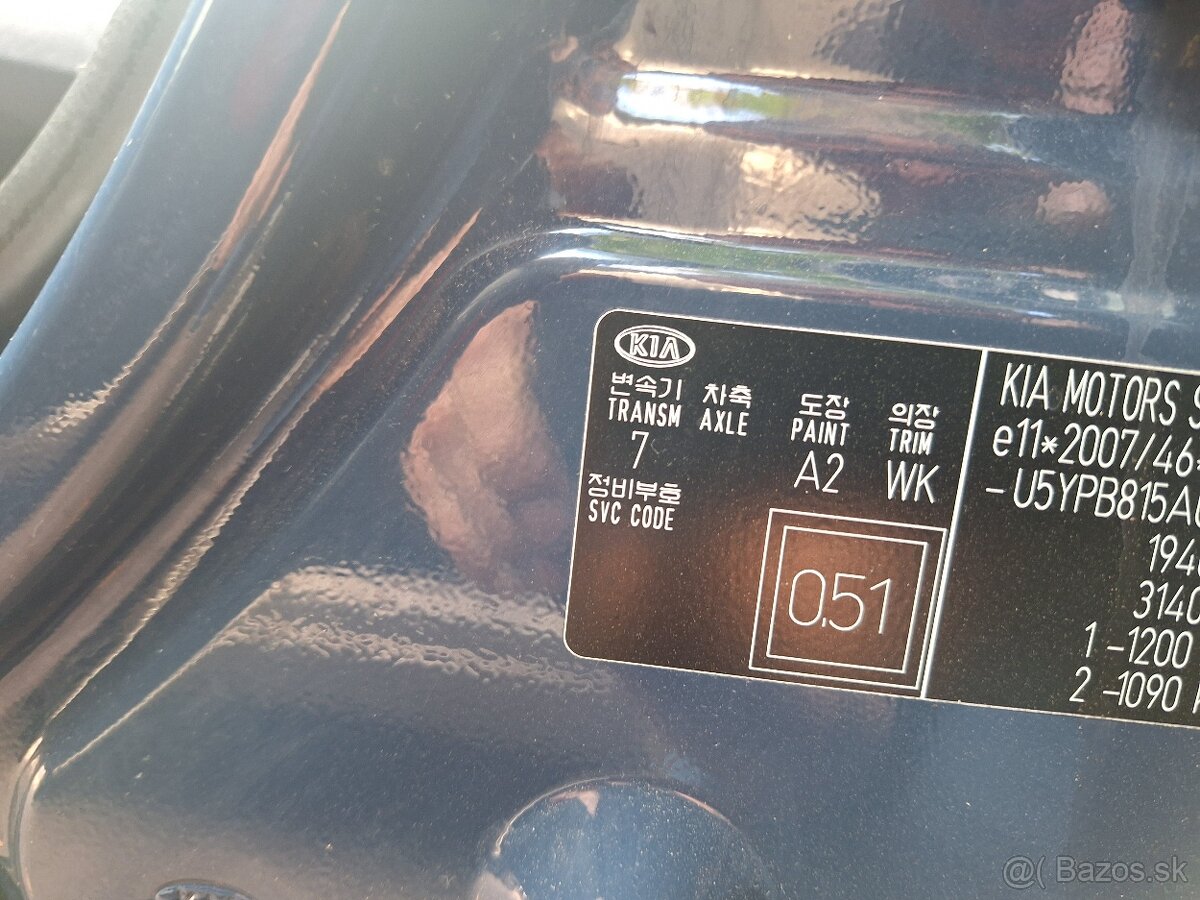 KIA
변속기 차축 도장 의장
TRANSM AXLE PAINT TRIM
7 A2 WK
정비부호
SVC CODE
0.51
KIA MOTORS
e11*2007/46*
-U5YPB815A
194
3140
1 -1200
2 -1090
@( Bazos.sk